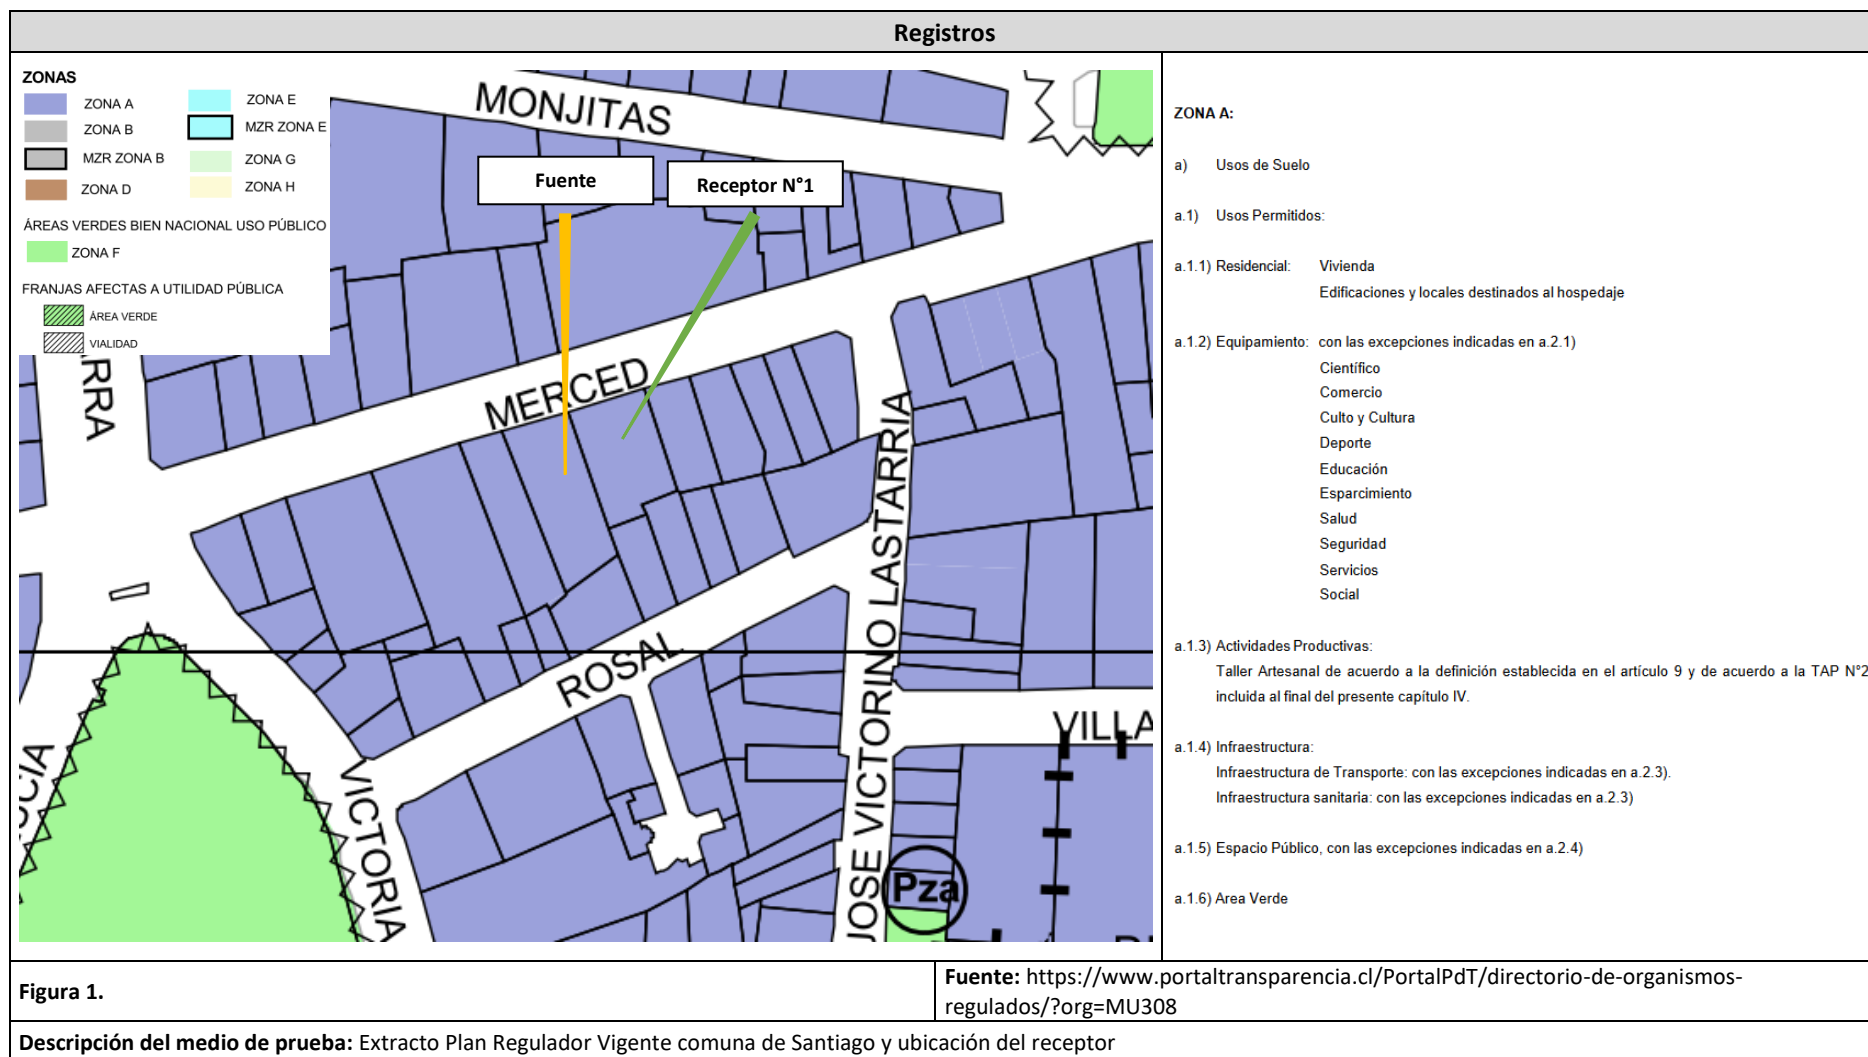 Registros
ZONAS
ZONA A
ZONA B
MZR ZONA B
ZONA D
ZONA E
MZR ZONA E
ZONA G
ZONA H
ÁREAS VERDES BIEN NACIONAL USO PÚBLICO
ZONA F
FRANJAS AFECTAS A UTILIDAD PÚBLICA
ÁREA VERDE
VIALIDAD
MONJITAS
Fuente
Receptor N°1
RRA
MERCED
JOSE VICTORINO LASTARRIA
ROSAL
VILLA
CIA
VICTORIA
Pza
ZONA A:
a) Usos de Suelo
a.1) Usos Permitidos:
a.1.1) Residencial: Vivienda
Edificaciones y locales destinados al hospedaje
a.1.2) Equipamiento: con las excepciones indicadas en a.2.1)
Científico
Comercio
Culto y Cultura
Deporte
Educación
Esparcimiento
Salud
Seguridad
Servicios
Social
a.1.3) Actividades Productivas:
Taller Artesanal de acuerdo a la definición establecida en el artículo 9 y de acuerdo a la TAP N°2
incluida al final del presente capítulo IV.
a.1.4) Infraestructura:
Infraestructura de Transporte: con las excepciones indicadas en a.2.3).
Infraestructura sanitaria: con las excepciones indicadas en a.2.3)
a.1.5) Espacio Público, con las excepciones indicadas en a.2.4)
a.1.6) Area Verde
Figura 1.
Fuente: https://www.portaltransparencia.cl/PortalPdT/directorio-de-organismos-
regulados/?org=MU308
Descripción del medio de prueba: Extracto Plan Regulador Vigente comuna de Santiago y ubicación del receptor